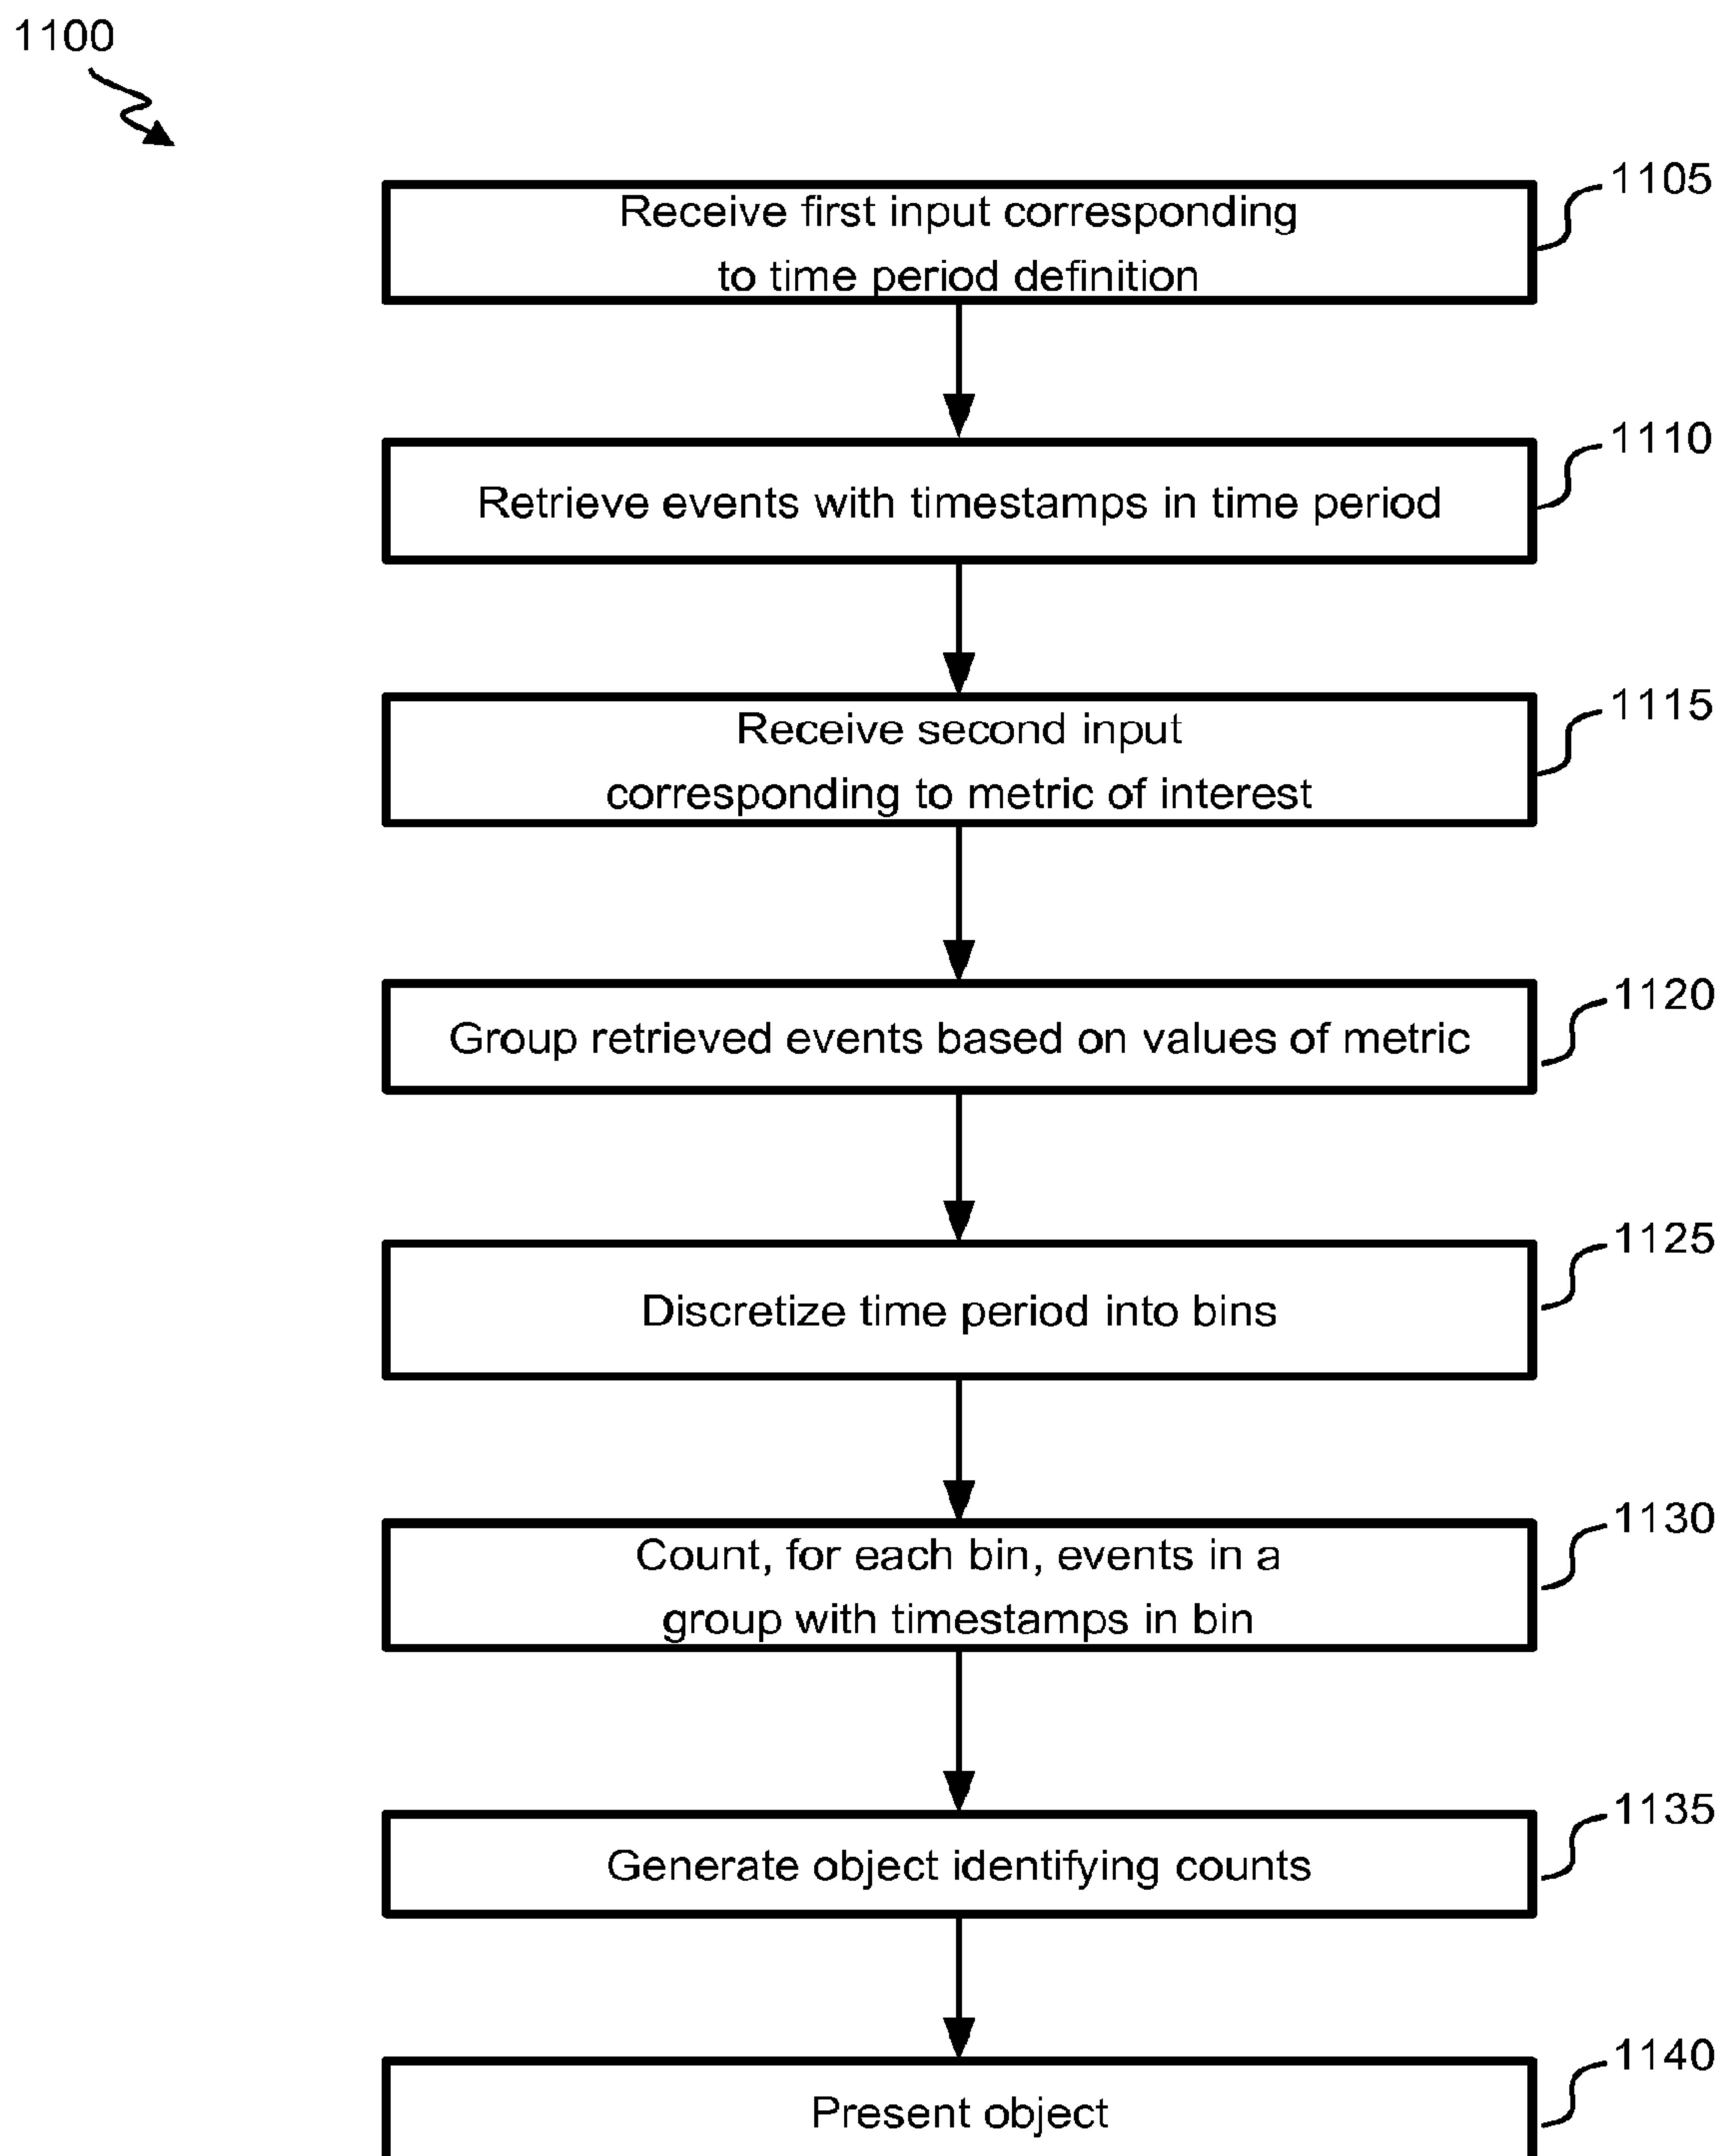 1100
1105
Receive first input corresponding
to time period definition
1110
Retrieve events with timestamps in time period
1115
Receive second input
corresponding to metric of interest
1120
Group retrieved events based on values of metric
1125
Discretize time period into bins
1130
Count, for each bin, events in a
group with timestamps in bin
1135
Generate object identifying counts
1140
Present object